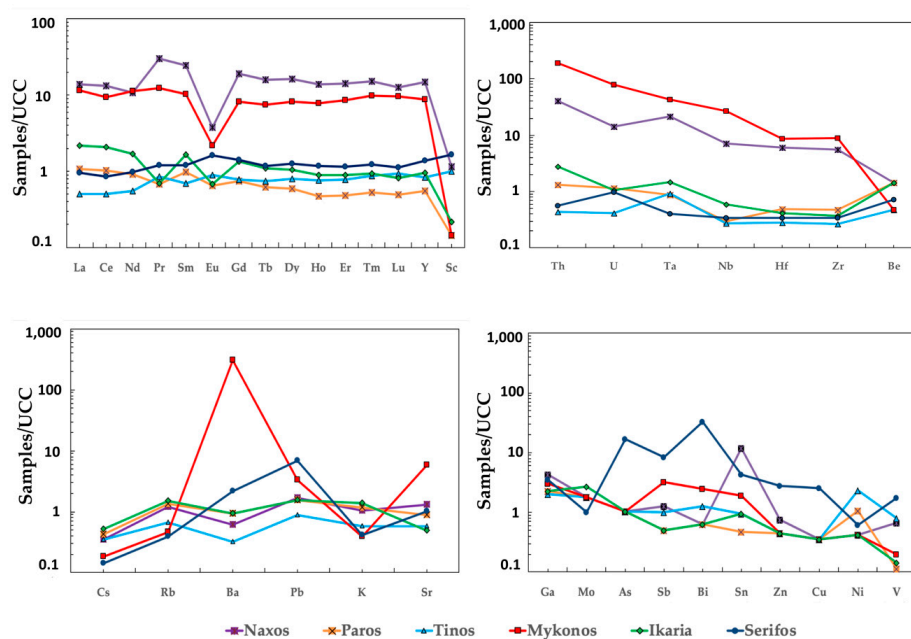 100
10
1
0.1
Samples/UCC
La Ce Nd Pr Sm Eu Gd Tb Dy Ho Er Tm Lu Y Sc
1,000
100
10
1
0.1
Samples/UCC
Th U Ta Nb Hf Zr Be
1,000
100
10
1
0.1
Samples/UCC
Cs Rb Ba Pb K Sr
1,000
100
10
1
0.1
Samples/UCC
Ga Mo As Sb Bi Sn Zn Cu Ni V
Naxos Paros Tinos Mykonos Ikaria Serifos